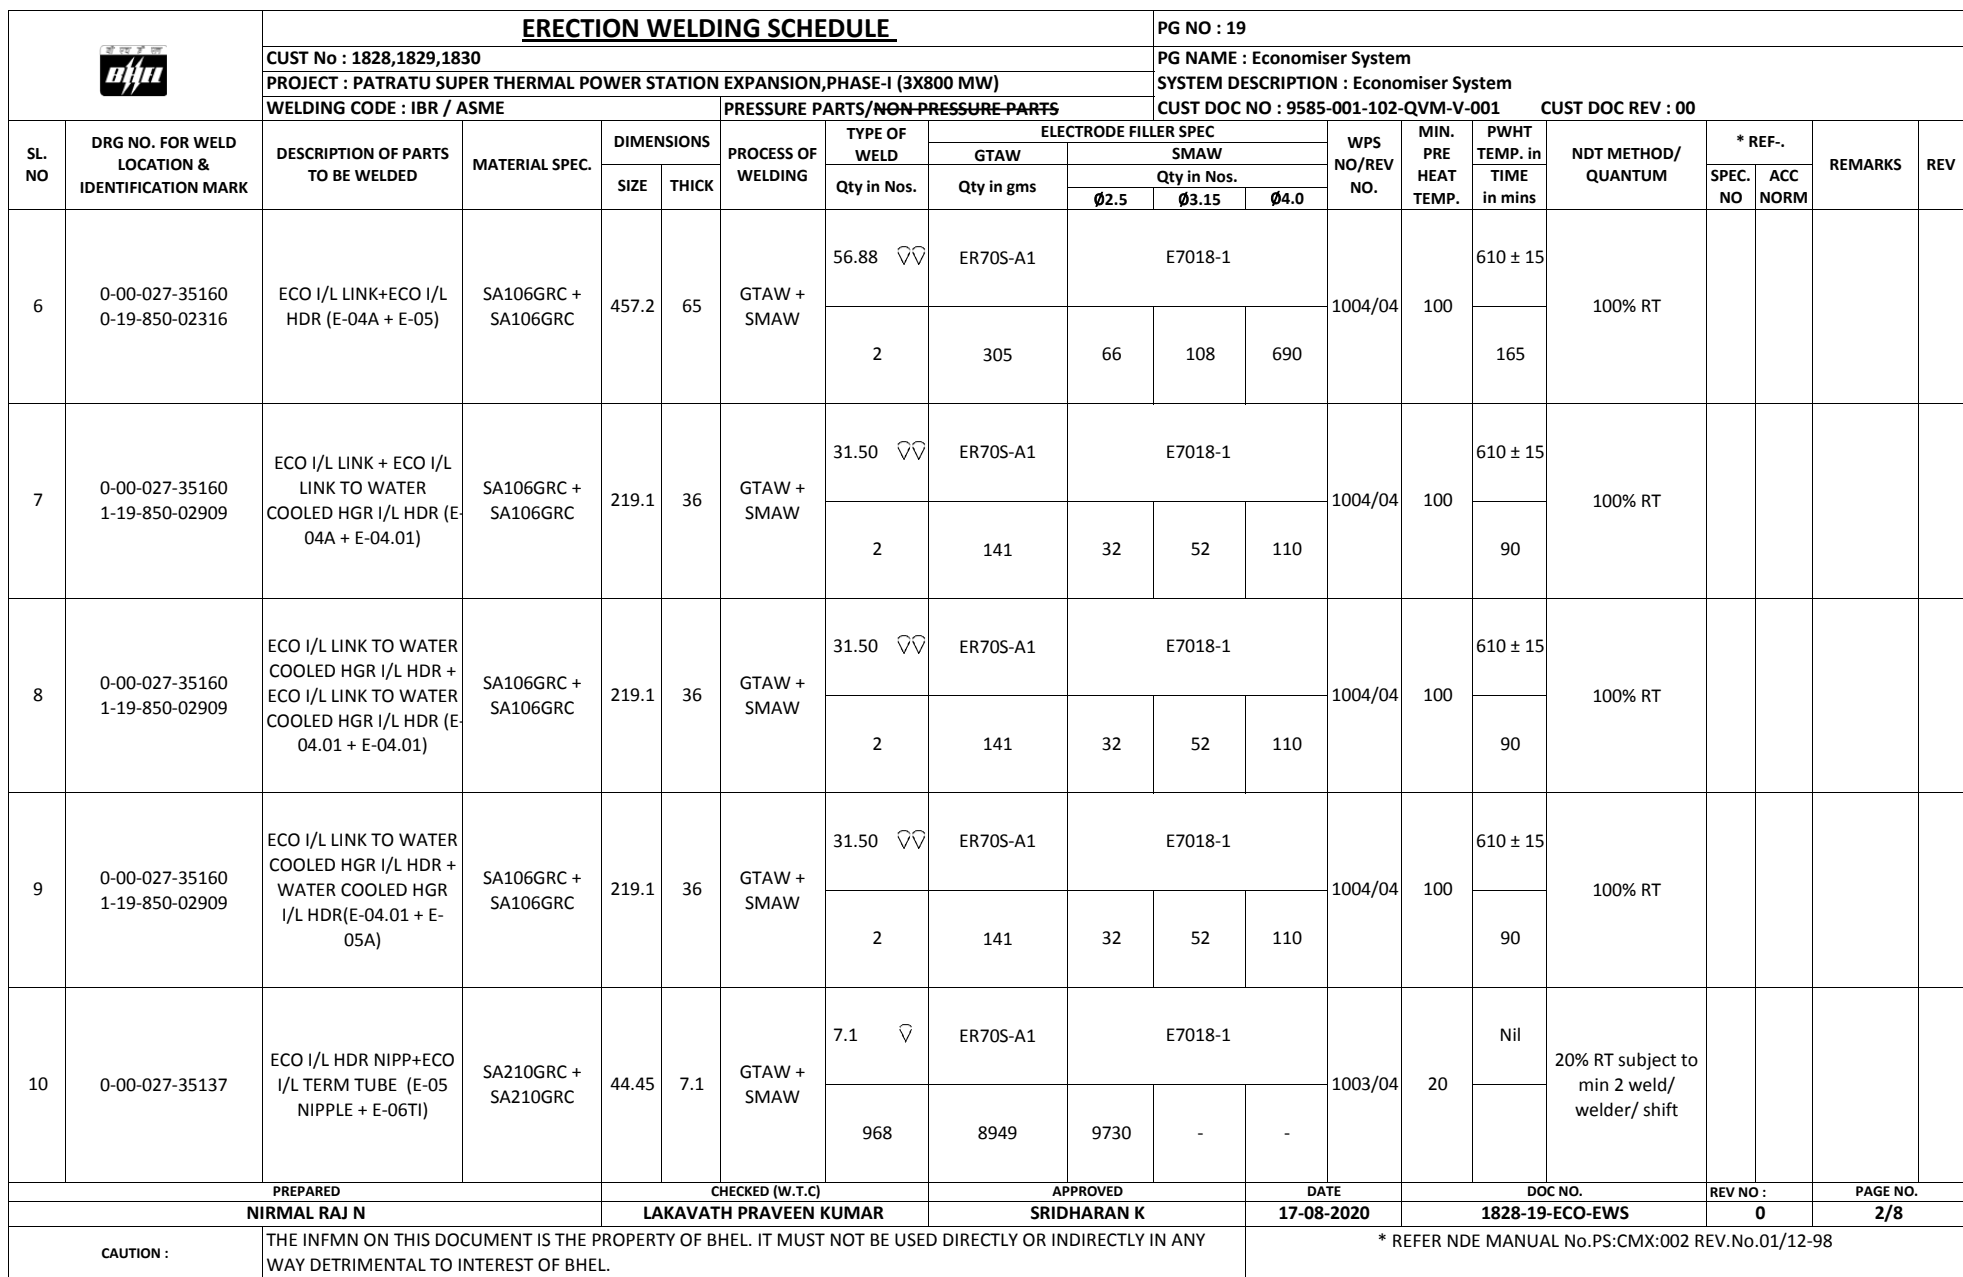 बी एच ई एल
BHEL
ERECTION WELDING SCHEDULE
PG NO : 19
CUST No : 1828,1829,1830
PG NAME : Economiser System
PROJECT : PATRATU SUPER THERMAL POWER STATION EXPANSION,PHASE-I (3X800 MW)
SYSTEM DESCRIPTION : Economiser System
WELDING CODE : IBR / ASME
PRESSURE PARTS/NON PRESSURE PARTS
CUST DOC NO : 9585-001-102-QVM-V-001 CUST DOC REV : 00
SL.
NO
DRG NO. FOR WELD
LOCATION &
IDENTIFICATION MARK
DESCRIPTION OF PARTS
TO BE WELDED
MATERIAL SPEC.
DIMENSIONS
SIZE
THICK
PROCESS OF
WELDING
TYPE OF
WELD
Qty in Nos.
ELECTRODE FILLER SPEC
GTAW
SMAW
Qty in gms
Qty in Nos.
Ø2.5
Ø3.15
Ø4.0
WPS
NO/REV
NO.
MIN.
PRE
HEAT
TEMP.
PWHT
TEMP. in
TIME
in mins
NDT METHOD/
QUANTUM
* REF-.
SPEC.
NO
ACC
NORM
REMARKS
REV
6
0-00-027-35160
0-19-850-02316
ECO I/L LINK+ECO I/L
HDR (E-04A + E-05)
SA106GRC +
SA106GRC
457.2
65
GTAW +
SMAW
56.88
ER70S-A1
E7018-1
2
305
66
108
690
1004/04
100
610 ± 15
165
100% RT
7
0-00-027-35160
1-19-850-02909
ECO I/L LINK + ECO I/L
LINK TO WATER
COOLED HGR I/L HDR (E-
04A + E-04.01)
SA106GRC +
SA106GRC
219.1
36
GTAW +
SMAW
31.50
ER70S-A1
E7018-1
2
141
32
52
110
1004/04
100
610 ± 15
90
100% RT
8
0-00-027-35160
1-19-850-02909
ECO I/L LINK TO WATER
COOLED HGR I/L HDR +
ECO I/L LINK TO WATER
COOLED HGR I/L HDR (E-
04.01 + E-04.01)
SA106GRC +
SA106GRC
219.1
36
GTAW +
SMAW
31.50
ER70S-A1
E7018-1
2
141
32
52
110
1004/04
100
610 ± 15
90
100% RT
9
0-00-027-35160
1-19-850-02909
ECO I/L LINK TO WATER
COOLED HGR I/L HDR +
WATER COOLED HGR
I/L HDR(E-04.01 + E-
05A)
SA106GRC +
SA106GRC
219.1
36
GTAW +
SMAW
31.50
ER70S-A1
E7018-1
2
141
32
52
110
1004/04
100
610 ± 15
90
100% RT
10
0-00-027-35137
ECO I/L HDR NIPP+ECO
I/L TERM TUBE (E-05
NIPPLE + E-06TI)
SA210GRC +
SA210GRC
44.45
7.1
GTAW +
SMAW
7.1
ER70S-A1
E7018-1
968
8949
9730
-
-
1003/04
20
Nil
20% RT subject to
min 2 weld/
welder/ shift
PREPARED
CHECKED (W.T.C)
APPROVED
DATE
DOC NO.
REV NO :
PAGE NO.
NIRMAL RAJ N
LAKAVATH PRAVEEN KUMAR
SRIDHARAN K
17-08-2020
1828-19-ECO-EWS
0
2/8
CAUTION :
THE INFMN ON THIS DOCUMENT IS THE PROPERTY OF BHEL. IT MUST NOT BE USED DIRECTLY OR INDIRECTLY IN ANY
WAY DETRIMENTAL TO INTEREST OF BHEL.
* REFER NDE MANUAL No.PS:CMX:002 REV.No.01/12-98